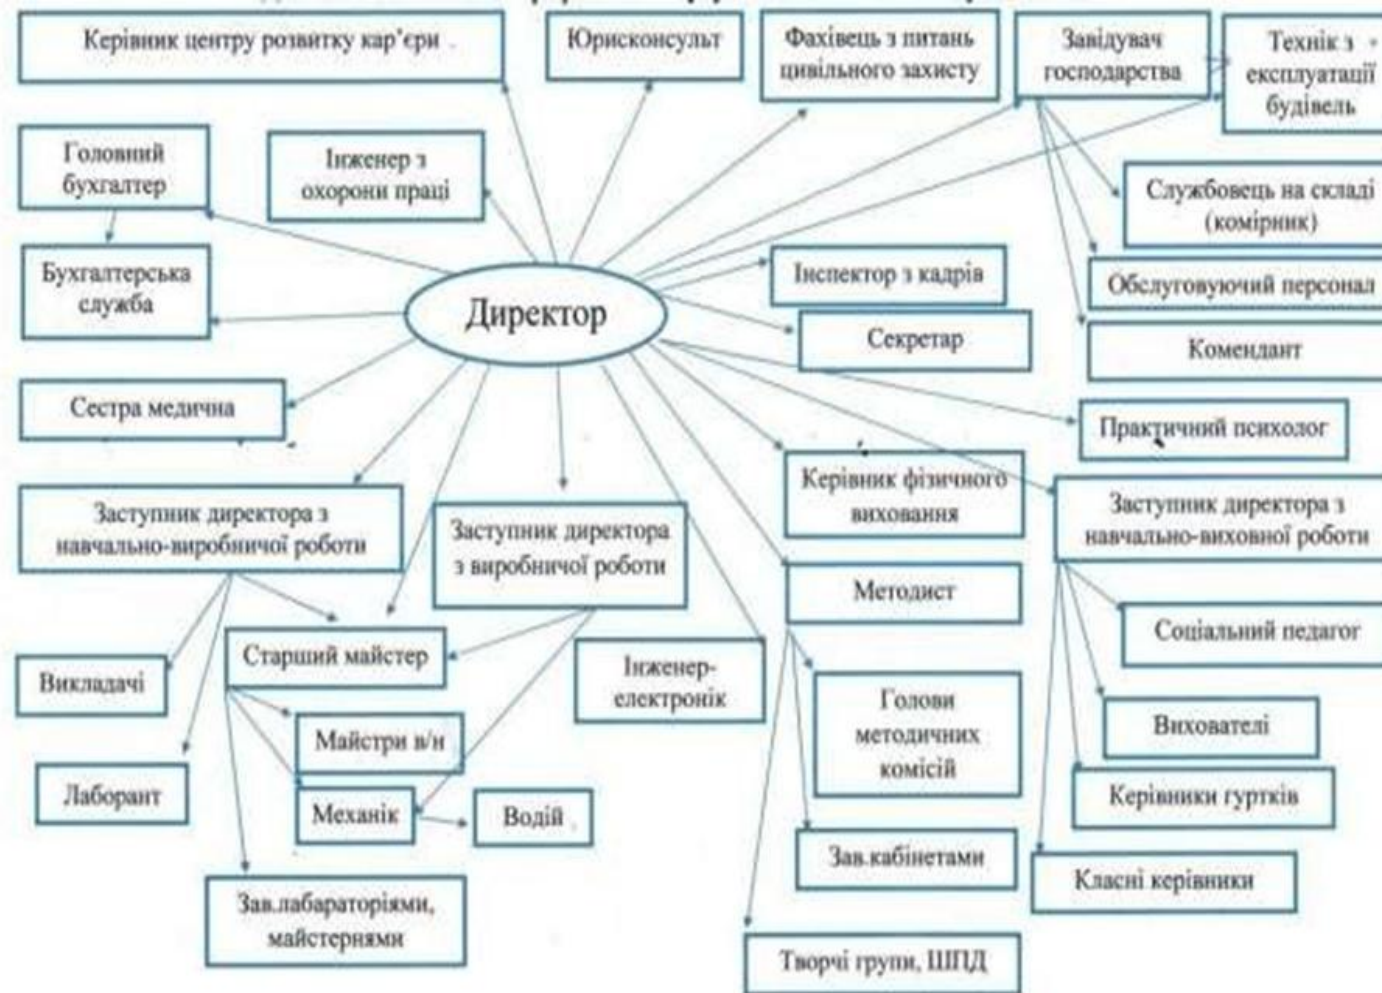 Керівник центру розвитку кар’єри
Юрисконсульт
Фахівець з питань
цивільного захисту
Завідувач
господарства
Технік з
експлуатації
будівель
Головний
бухгалтер
Інженер з
охорони праці
Службовець на складі
(комірник)
Бухгалтерська
служба
Директор
Інспектор з кадрів
Обслуговуючий персонал
Секретар
Комендант
Сестра медична
Практичний психолог
Заступник директора з
навчально-виробничої роботи
Заступник директора
з виробничої роботи
Керівник фізичного
виховання
Заступник директора з
навчально-виховної роботи
Методист
Соціальний педагог
Викладачі
Старший майстер
Інженер-
електронік
Голови
методичних
комісій
Вихователі
Майстри в/н
Лаборант
Механік
Водій
Керівники гуртків
Зав.кабінетами
Класні керівники
Зав.лабараторіями,
майстернями
Творчі групи, ШПД